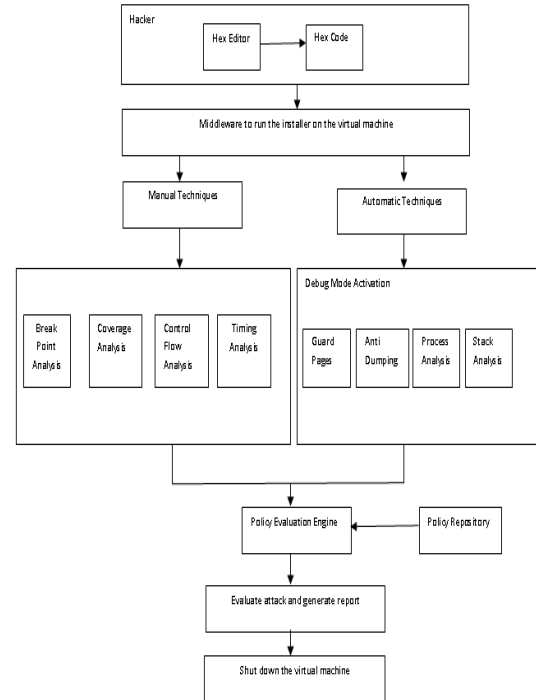 Hacker
Hex Editor
Hex Code
Middleware to run the installer on the virtual machine
Manual Techniques
Automatic Techniques
Debug Mode Activation
Break
Point
Analysis
Coverage
Analysis
Control
Flow
Analysis
Timing
Analysis
Guard
Pages
Anti
Dumping
Process
Analysis
Stack
Analysis
Policy Evaluation Engine
Policy Repository
Evaluate attack and generate report
Shut down the virtual machine